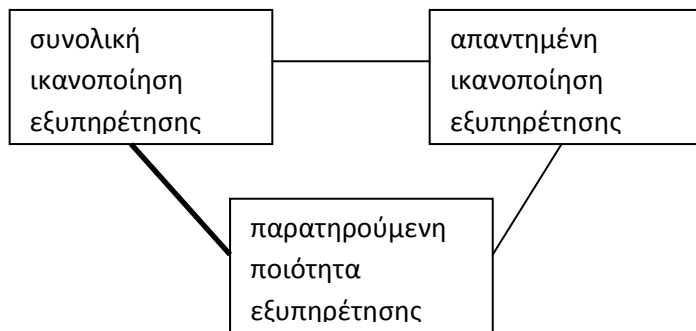 συνολική
ικανοποίηση
εξυπηρέτησης
απαντημένη
ικανοποίηση
εξυπηρέτησης
παρατηρούμενη
ποιότητα
εξυπηρέτησης